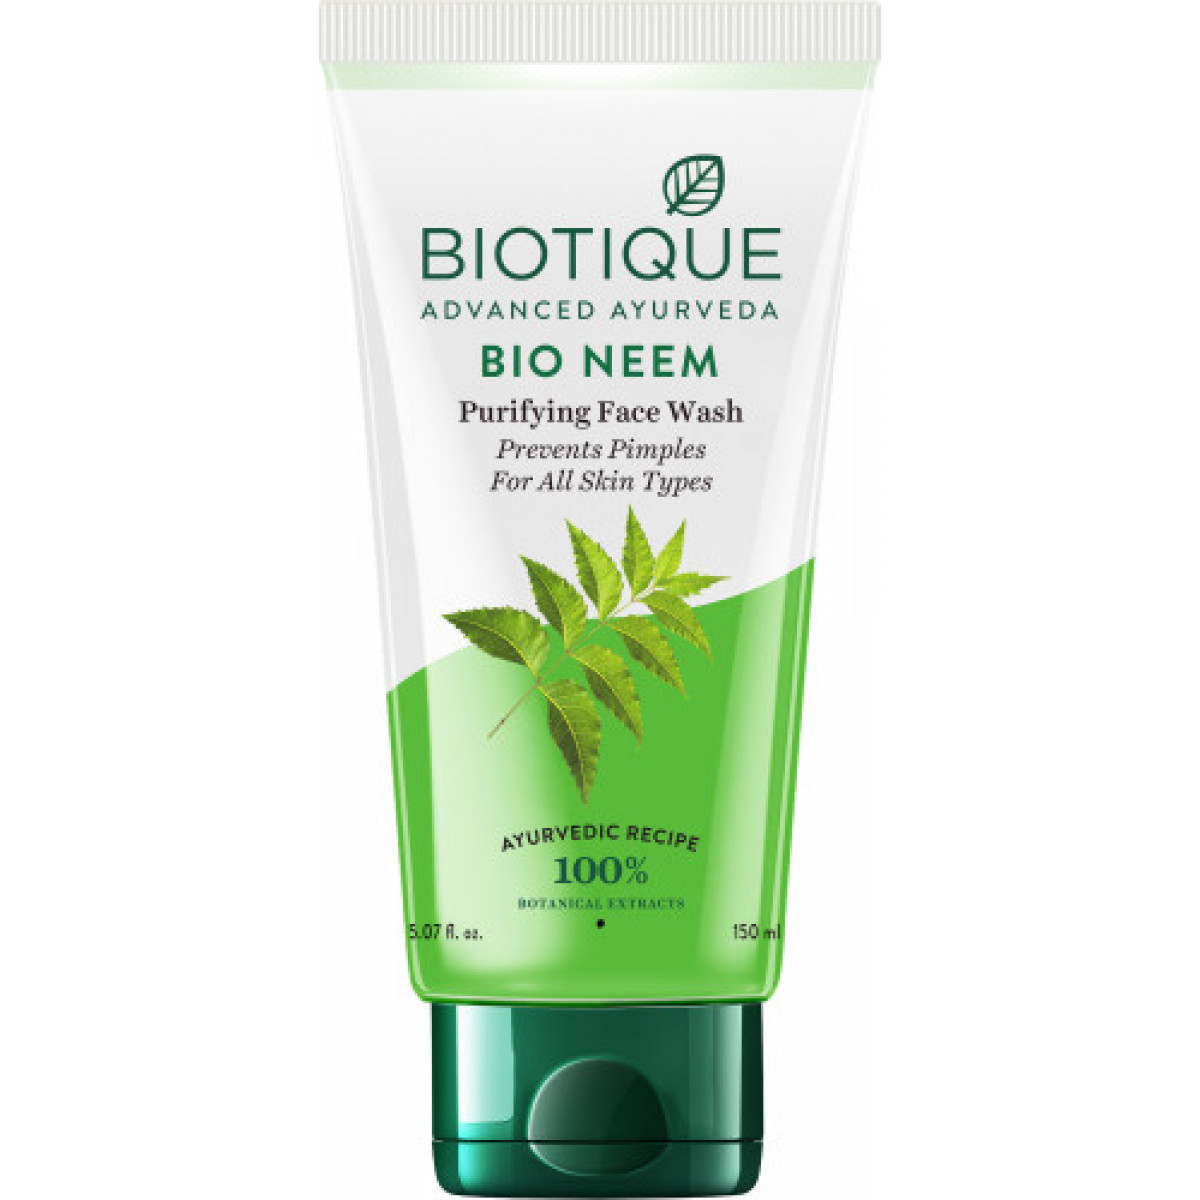 BIOTIQUE
ADVANCED AYURVEDA
BIO NEEM
Purifying Face Wash
Prevents Pimples
For All Skin Types
AYURVEDIC RECIPE
100%
BOTANICAL EXTRACTS
5.07 fl. oz. 150 ml